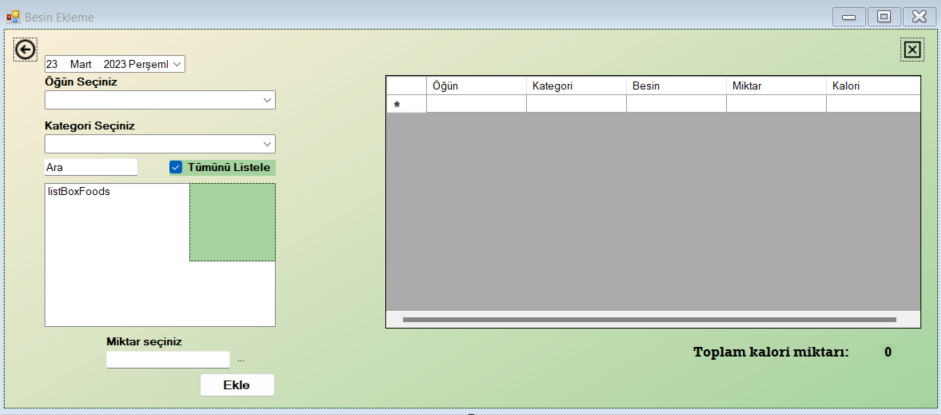 Besin Ekleme
23 Mart 2023 Perşeml
Öğün Seçiniz
Kategori Seçiniz
Ara
Tümünü Listele
listBoxFoods
Miktar seçiniz
...
Ekle
Öğün Kategori Besin Miktar Kalori
*
Toplam kalori miktarı: 0